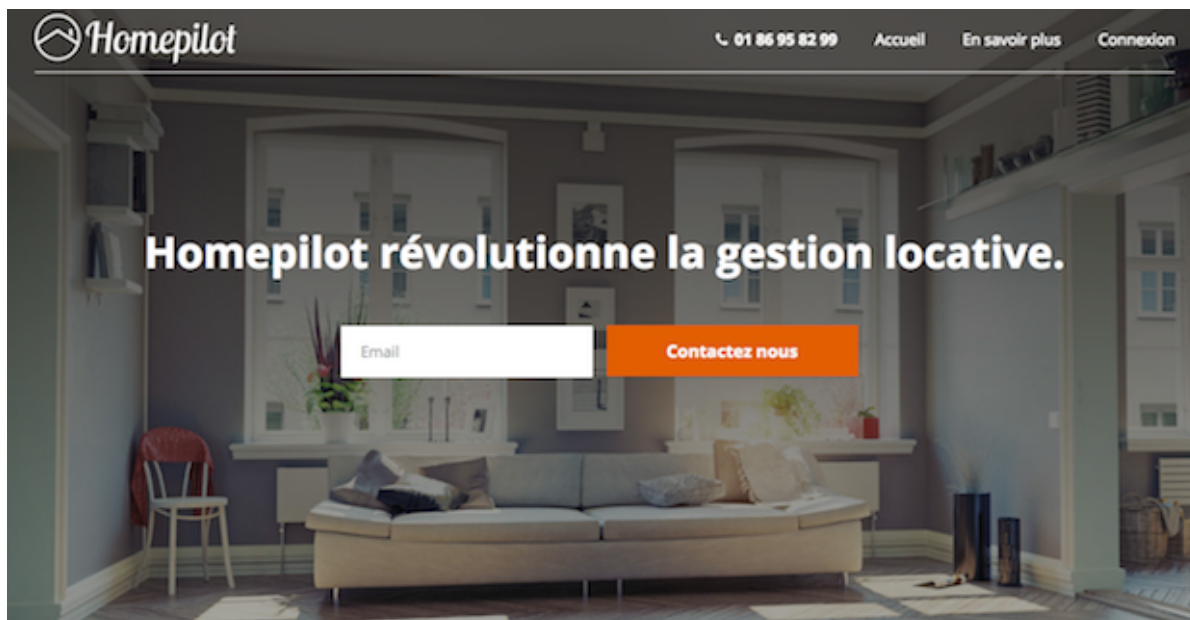 Homepilot
01 86 95 82 99 Accueil En savoir plus Connexion
Homepilot révolutionne la gestion locative.
Email
Contactez nous